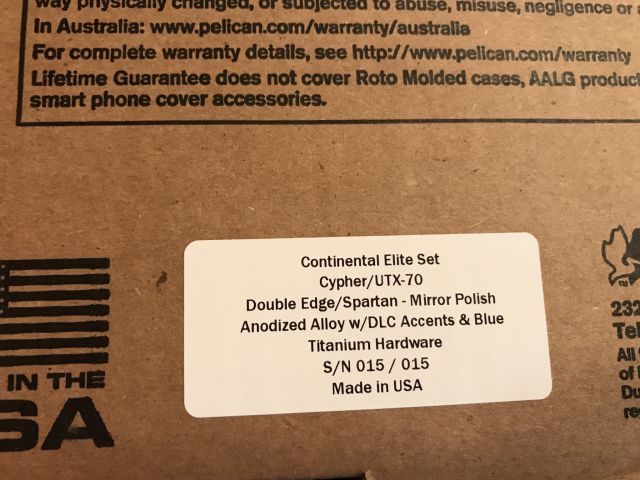 way physically changed, or subjected to abuse, misuse, negligence or
In Australia: www.pelican.com/warranty/australia
For complete warranty details, see http://www.pelican.com/warranty
Lifetime Guarantee does not cover Roto Molded cases, AALG
smart phone cover accessories.
Continental Elite Set
Cypher/UTX-70
Double Edge/Spartan - Mirror Polish
Anodized Alloy w/DLC Accents & Blue
Titanium Hardware
S/N 015 / 015
Made in USA
IN THE
SA
TM
232
Tel
All
of